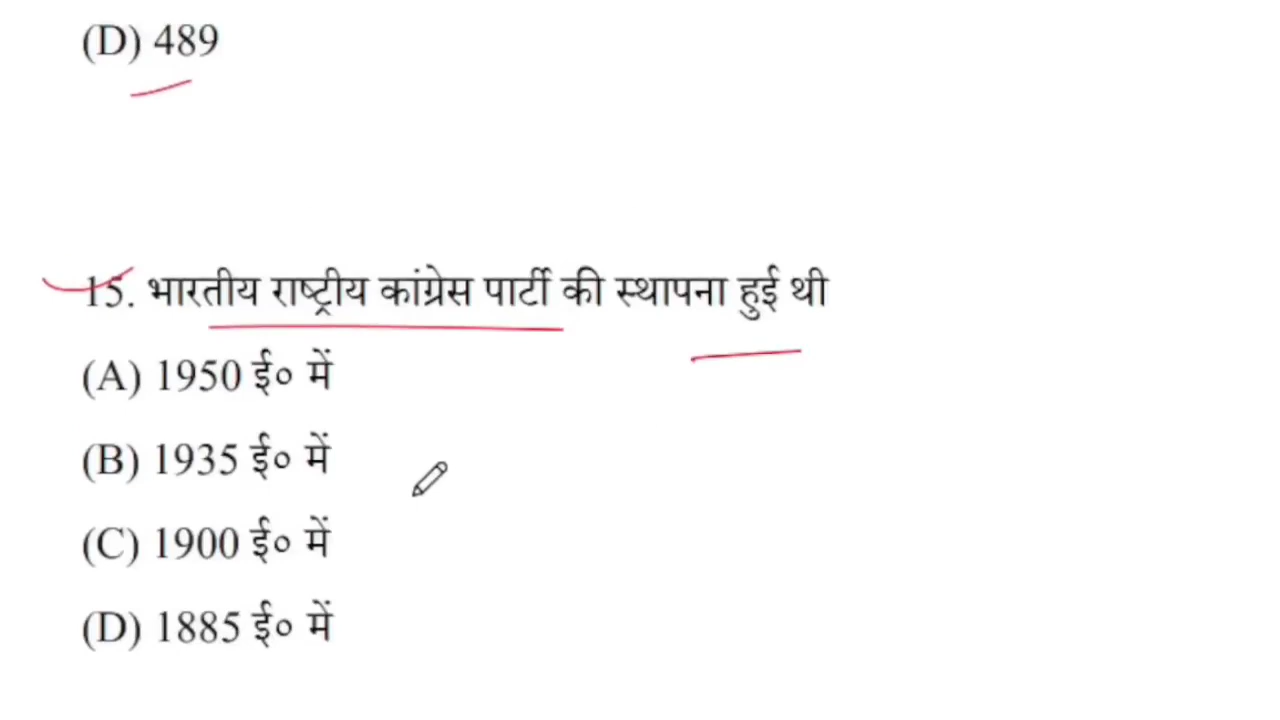 (D) 489
15. भारतीय राष्ट्रीय कांग्रेस पार्टी की स्थापना हुई थी
(A) 1950 ई० में
(B) 1935 ई० में
(C) 1900 ई० में
(D) 1885 ई० में